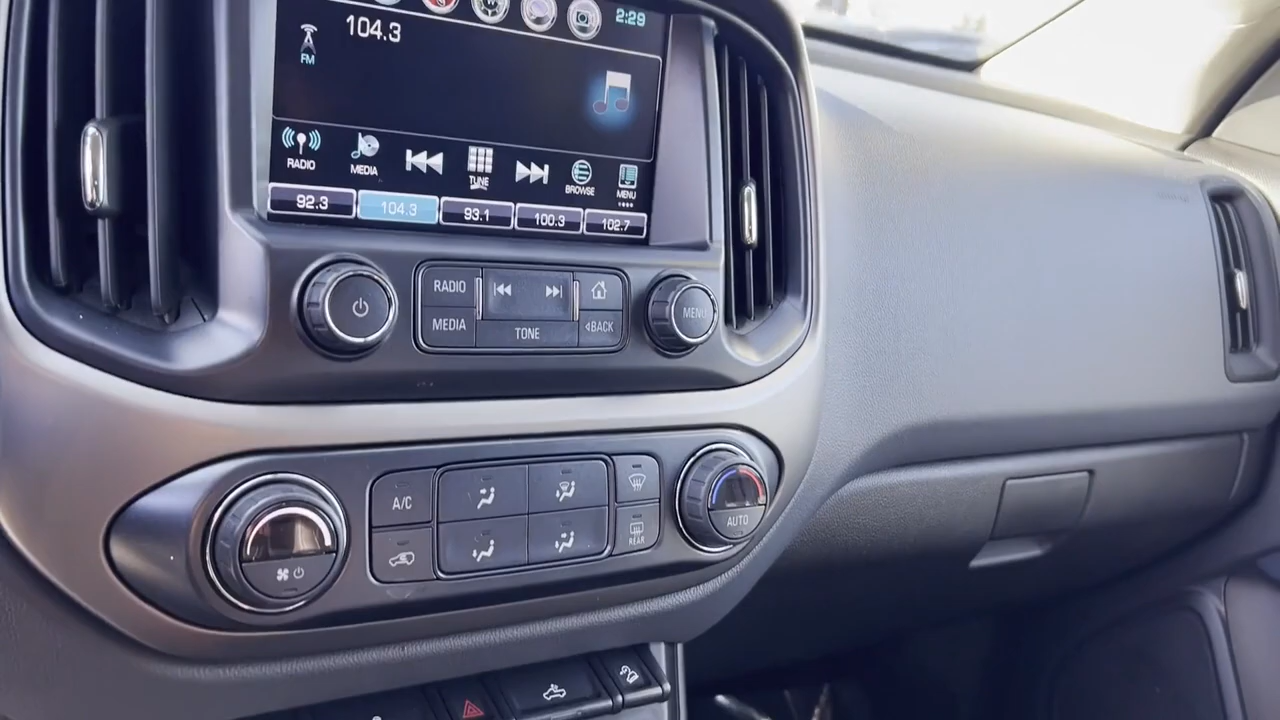 2:29
FM
104.3
RADIO
MEDIA
TUNE
BROWSE
MENU
92.3
104.3
93.1
100.3
102.7
RADIO
MEDIA
TONE
BACK
MENU
A/C
REAR
AUTO